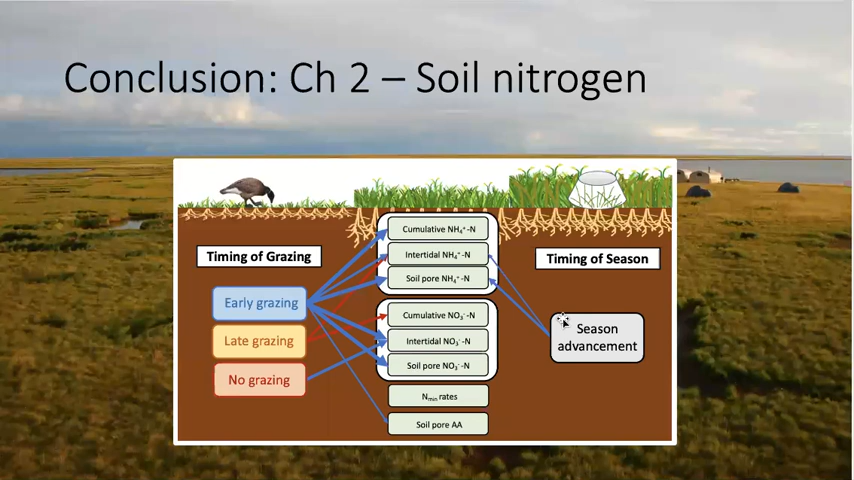 Conclusion: Ch 2 – Soil nitrogen
Timing of Grazing
Early grazing
Late grazing
No grazing
Cumulative NH₄⁺-N
Intertidal NH₄⁺-N
Soil pore NH₄⁺-N
Cumulative NO₃⁻-N
Intertidal NO₃⁻-N
Soil pore NO₃⁻-N
Nmin rates
Soil pore AA
Timing of Season
Season
advancement